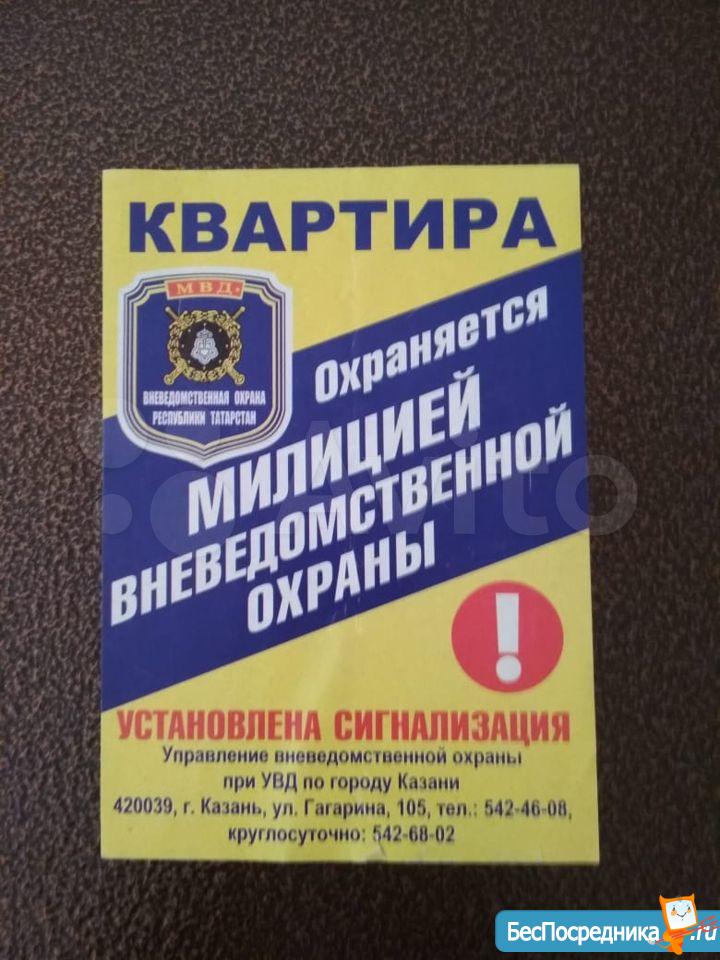 КВАРТИРА
МВД
ВНЕВЕДОМСТВЕННАЯ ОХРАНА
РЕСПУБЛИКИ ТАТАРСТАН
Охраняется
МИЛИЦИЕЙ
ВНЕВЕДОМСТВЕННОЙ
ОХРАНЫ
!
УСТАНОВЛЕНА СИГНАЛИЗАЦИЯ
Управление вневедомственной охраны
при УВД по городу Казани
420039, г. Казань, ул. Гагарина, 105, тел.: 542-46-08,
круглосуточно: 542-68-02
Avito
БесПосредника.ru